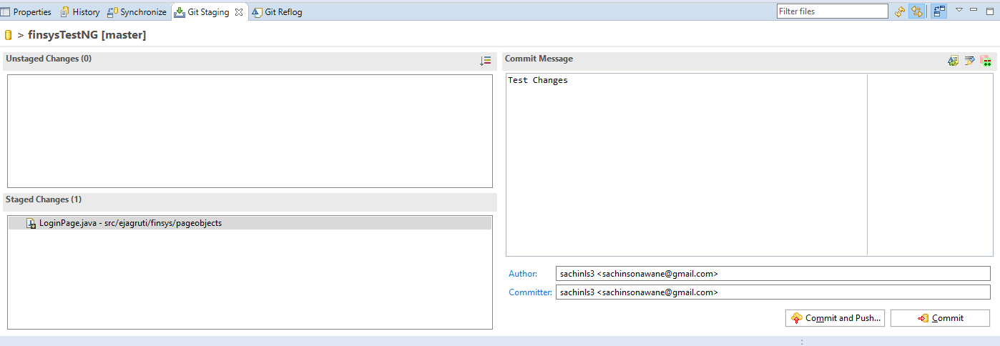 Properties History Synchronize Git Staging Git Reflog Filter files
> finsysTestNG [master]
Unstaged Changes (0)
Staged Changes (1)
LoginPage.java - src/ejagruti/finsys/pageobjects
Commit Message
Test Changes
Author: sachinls3 <sachinsonawane@gmail.com>
Committer: sachinls3 <sachinsonawane@gmail.com>
Commit and Push... Commit